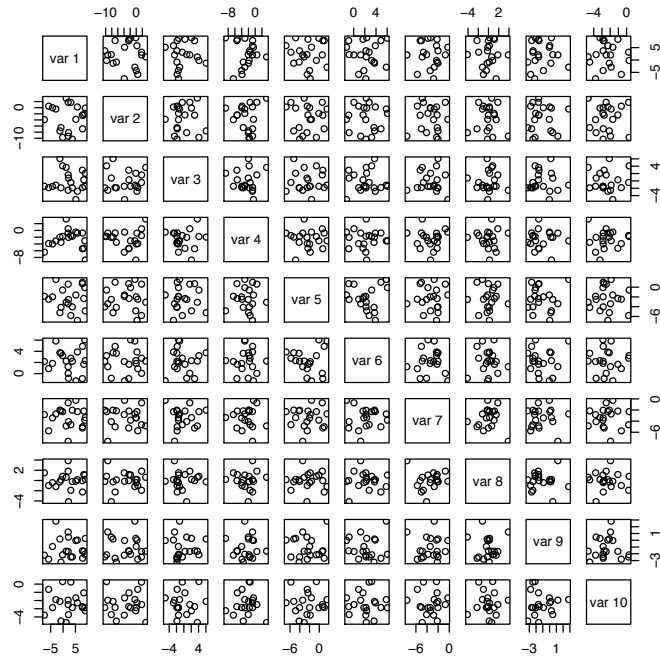 −10 0 −8 0 0 4 −4 2 −4 0
var 1 −5 5
−10 0 var 2
var 3 −4 0 4
−8 0 var 4
var 5 −6 0
0 4 var 6
var 7 −6 0
−4 2 var 8
var 9 −3 1
−4 0 var 10
−5 5 −4 0 4 −6 0 −6 0 −3 1